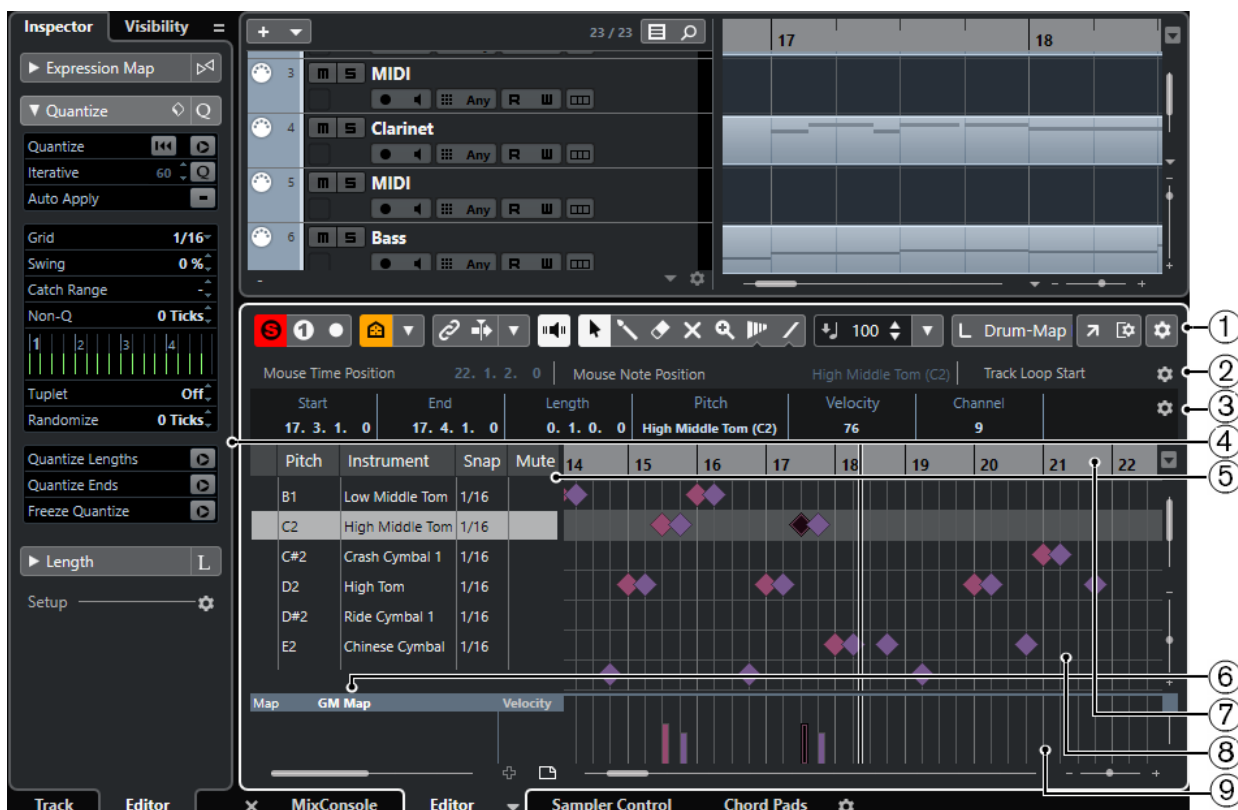 Inspector Visibility
Expression Map
Quantize Q
Quantize
Iterative 60 Q
Auto Apply
Grid 1/16
Swing 0 %
Catch Range -
Non-Q 0 Ticks
1 2 3 4
Tuplet Off
Randomize 0 Ticks
Quantize Lengths
Quantize Ends
Freeze Quantize
Length L
Setup
+ 23 / 23
17 18
3 m S MIDI
Any R W
4 m S Clarinet
Any R W
5 m S MIDI
Any R W
6 m S Bass
Any R W
S 1 100 L Drum-Map 1
Mouse Time Position 22. 1. 2. 0 Mouse Note Position High Middle Tom (C2) Track Loop Start 2
Start End Length Pitch Velocity Channel
17. 3. 1. 0 17. 4. 1. 0 0. 1. 0. 0 High Middle Tom (C2) 76 9 3
4
Pitch Instrument Snap Mute 14 15 16 17 18 19 20 21 22
5
B1 Low Middle Tom 1/16
C2 High Middle Tom 1/16
C#2 Crash Cymbal 1 1/16
D2 High Tom 1/16
D#2 Ride Cymbal 1 1/16
E2 Chinese Cymbal 1/16
6
Map GM Map Velocity
7
8
9
Track Editor MixConsole Editor Sampler Control Chord Pads